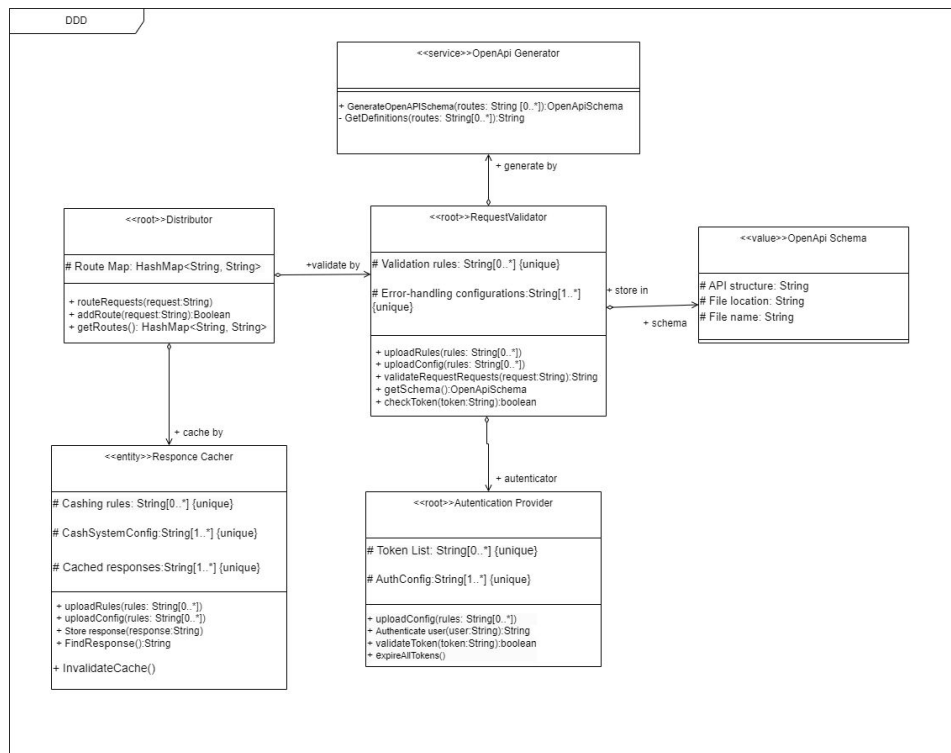 DDD
<<service>>OpenApi Generator
+ GenerateOpenAPISchema(routes: String [0..*]):OpenApiSchema
- GetDefinitions(routes: String[0..*]):String
+ generate by
<<root>>Distributor
# Route Map: HashMap<String, String>
+ routeRequests(request:String)
+ addRoute(request:String):Boolean
+ getRoutes(): HashMap<String, String>
+validate by
<<root>>RequestValidator
# Validation rules: String[0..*] {unique}
# Error-handling configurations:String[1..*]
{unique}
+ uploadRules(rules: String[0..*])
+ uploadConfig(rules: String[0..*])
+ validateRequestRequests(request:String):String
+ getSchema():OpenApiSchema
+ checkToken(token:String):boolean
+ store in
+ schema
<<value>>OpenApi Schema
# API structure: String
# File location: String
# File name: String
+ cache by
<<entity>>Responce Cacher
# Cashing rules: String[0..*] {unique}
# CashSystemConfig:String[1..*] {unique}
# Cached responses:String[1..*] {unique}
+ uploadRules(rules: String[0..*])
+ uploadConfig(rules: String[0..*])
+ Store response(response:String)
+ FindResponse():String
+ InvalidateCache()
+ autenticator
<<root>>Autentication Provider
# Token List: String[0..*] {unique}
# AuthConfig:String[1..*] {unique}
+ uploadConfig(rules: String[0..*])
+ Authenticate user(user:String):String
+ validateToken(token:String):boolean
+ expireAllTokens()